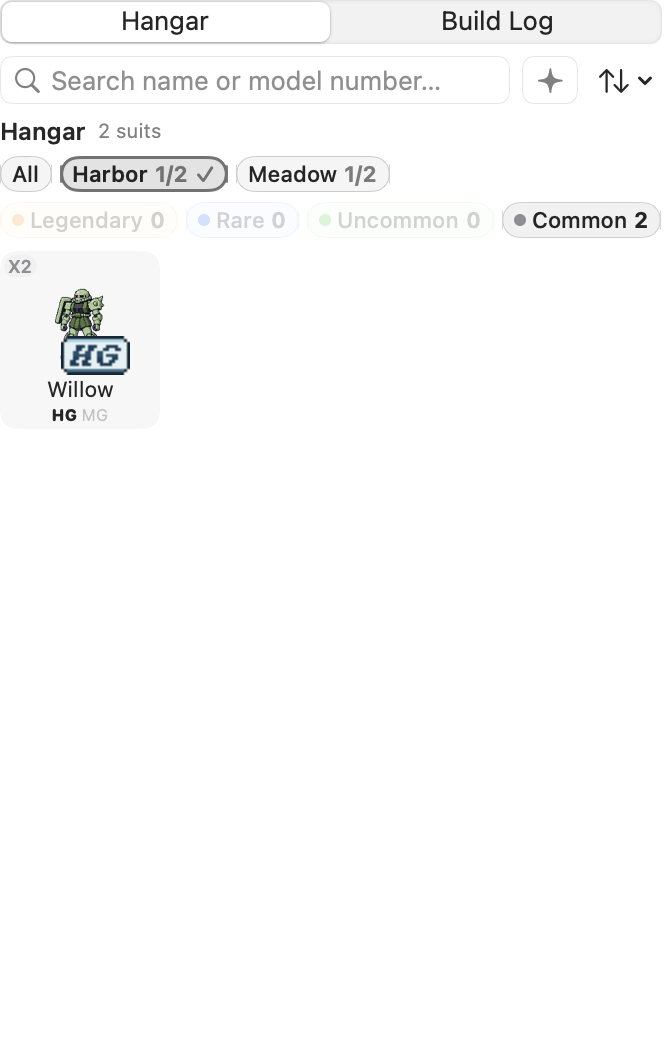 Hangar
Build Log
Search name or model number...
Hangar 2 suits
All Harbor 1/2 ✓ Meadow 1/2
Legendary 0 Rare 0 Uncommon 0 Common 2
X2
HG
Willow
HG MG